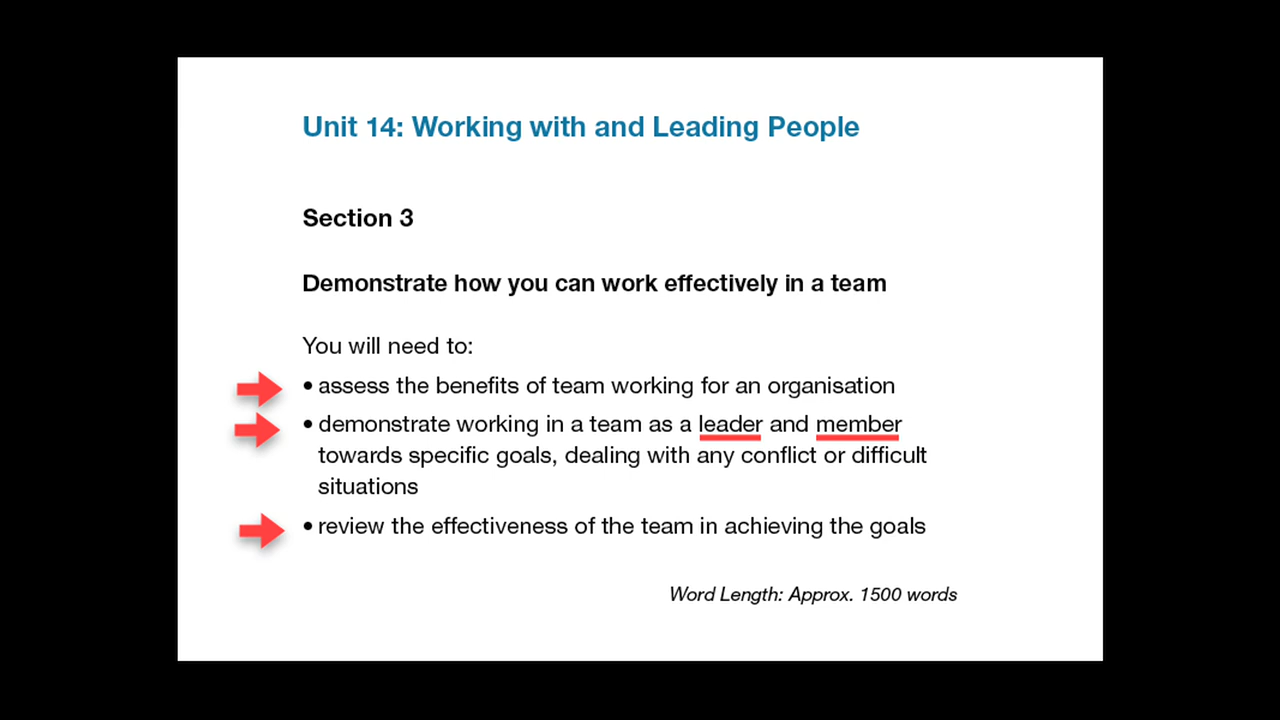 Unit 14: Working with and Leading People
Section 3
Demonstrate how you can work effectively in a team
You will need to:
• assess the benefits of team working for an organisation
• demonstrate working in a team as a leader and member
towards specific goals, dealing with any conflict or difficult
situations
• review the effectiveness of the team in achieving the goals
Word Length: Approx. 1500 words